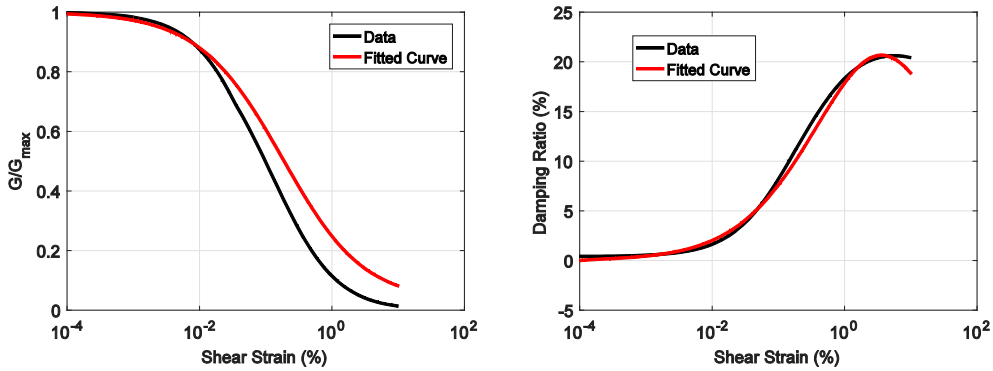 1
0.8
0.6
0.4
0.2
0
G/Gmax
10-4
10-2
100
102
Shear Strain (%)
Data
Fitted Curve
25
20
15
10
5
0
-5
Damping Ratio (%)
10-4
10-2
100
102
Shear Strain (%)
Data
Fitted Curve